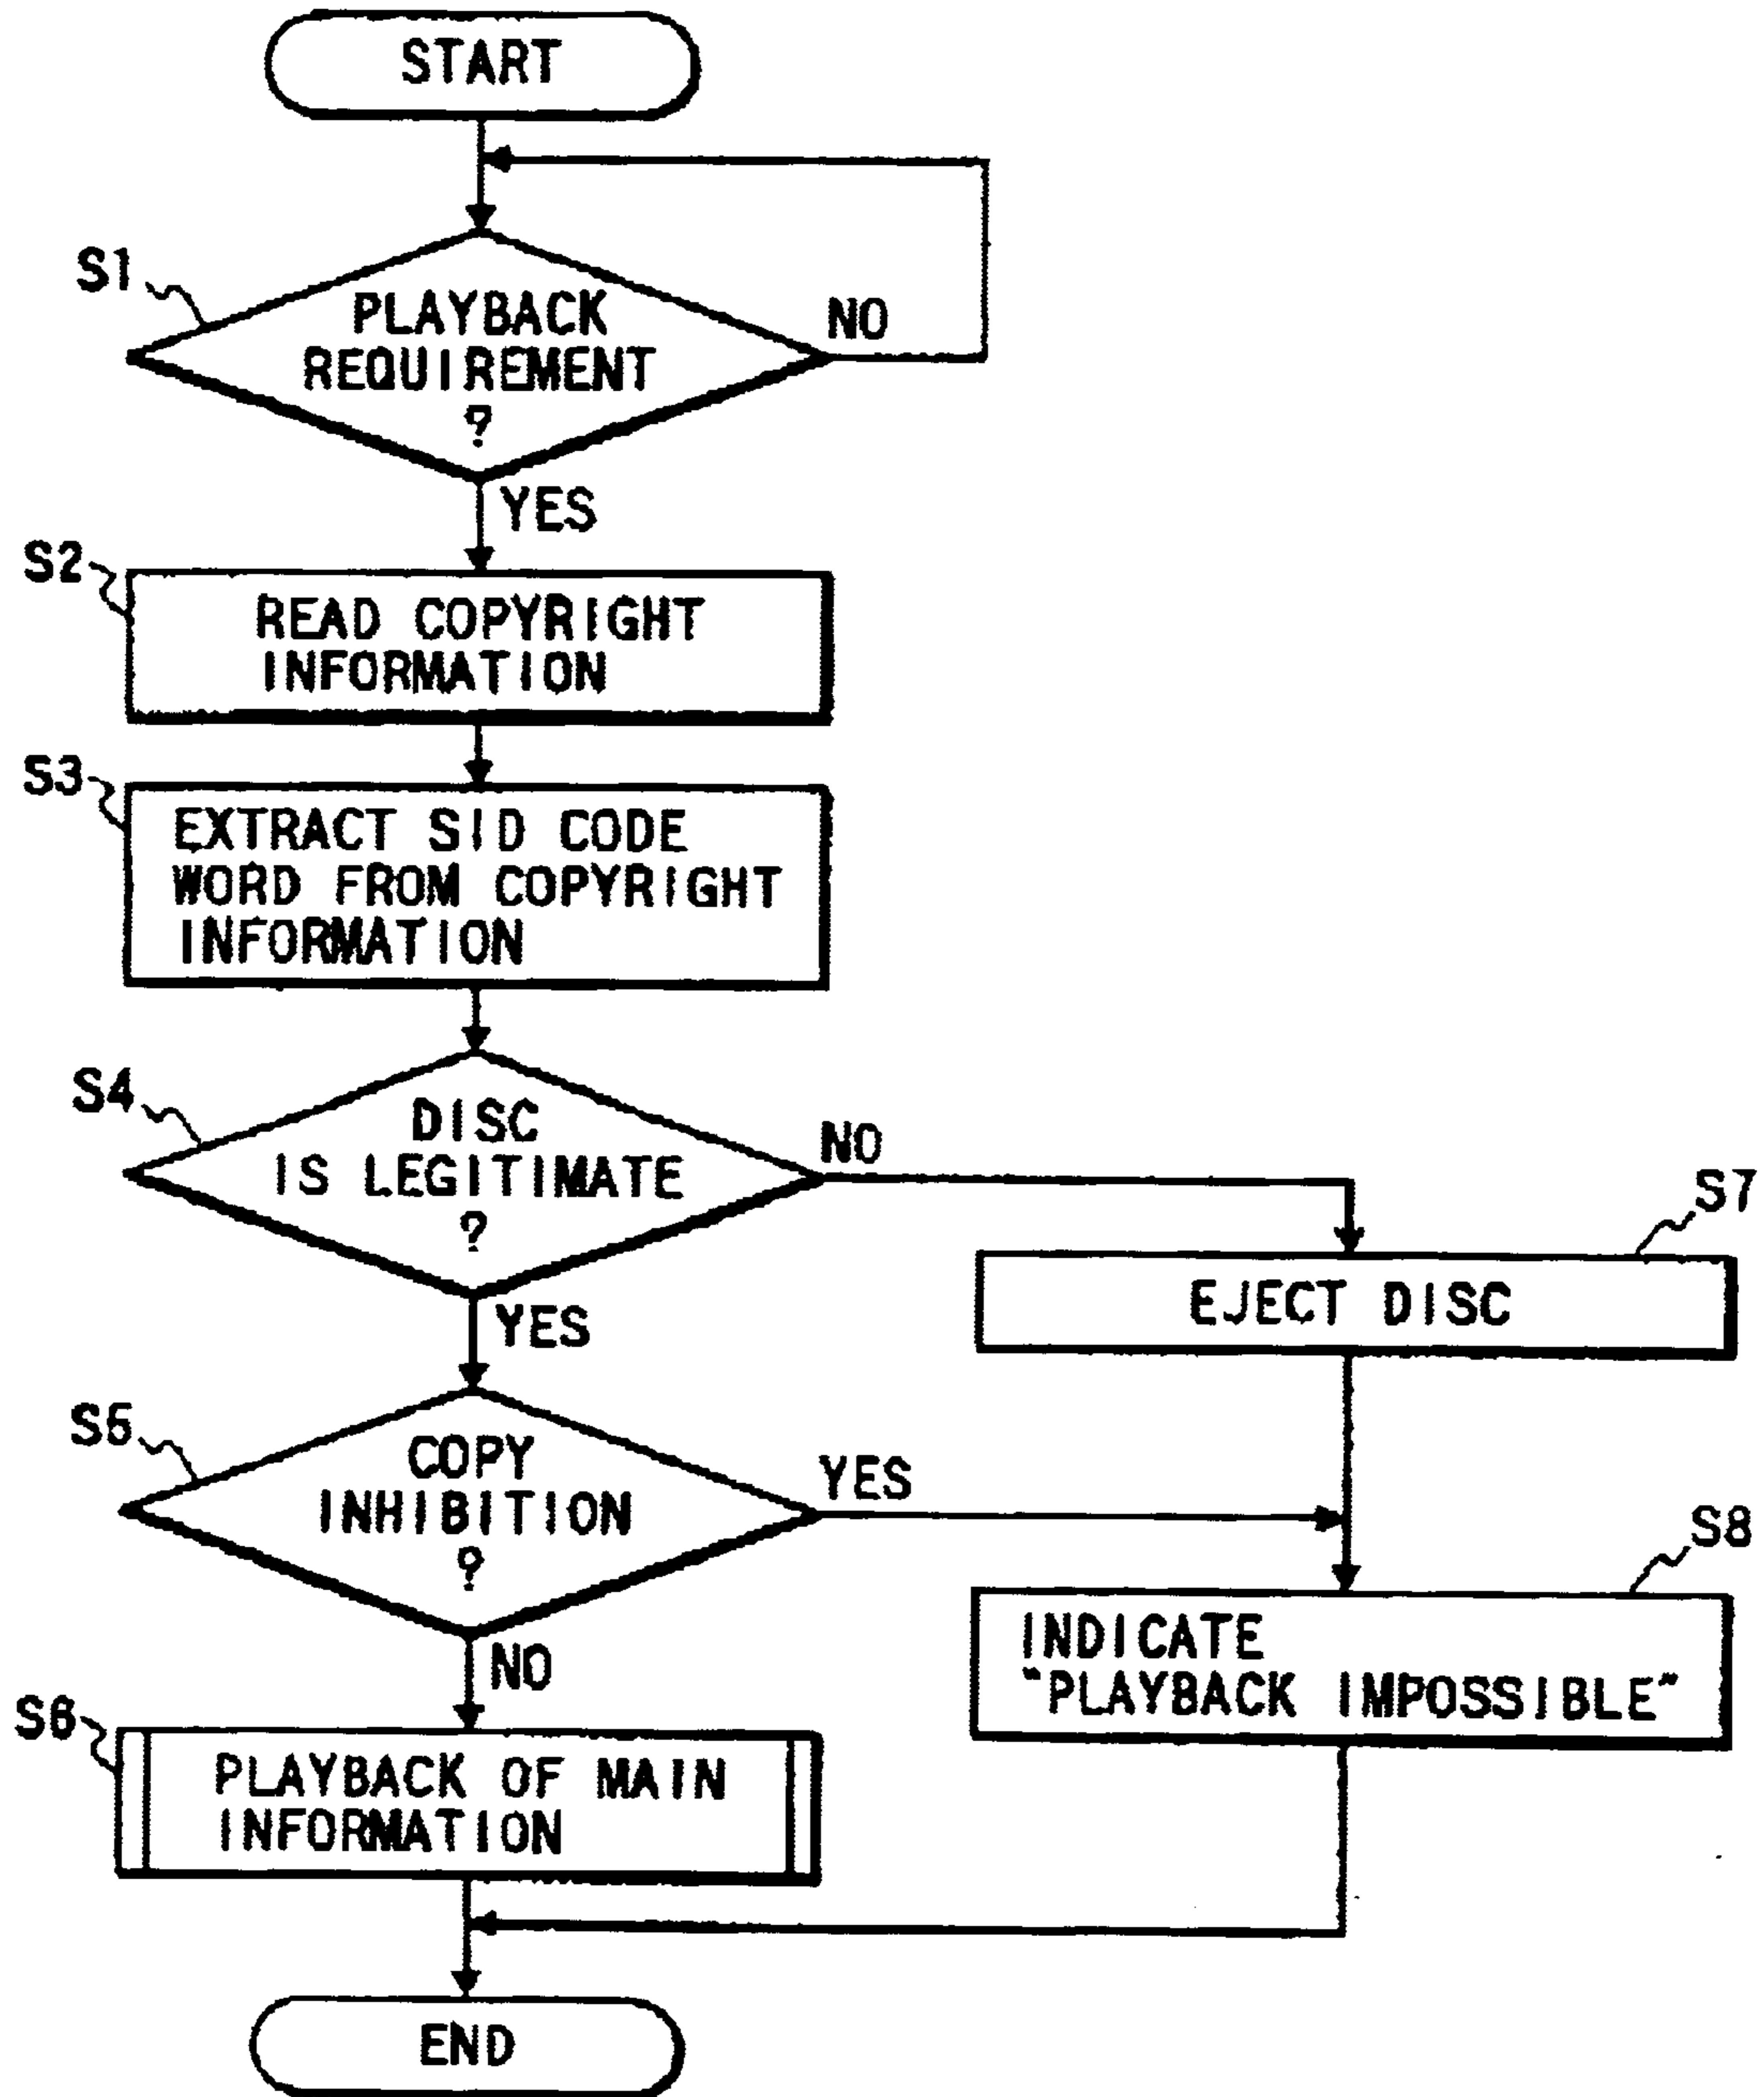 START
S1
PLAYBACK
REQUIREMENT
?
NO
YES
S2
READ COPYRIGHT
INFORMATION
S3
EXTRACT SID CODE
WORD FROM COPYRIGHT
INFORMATION
S4
DISC
IS LEGITIMATE
?
NO
YES
S7
EJECT DISC
S5
COPY
INHIBITION
?
YES
NO
S8
INDICATE
"PLAYBACK IMPOSSIBLE"
S6
PLAYBACK OF MAIN
INFORMATION
END